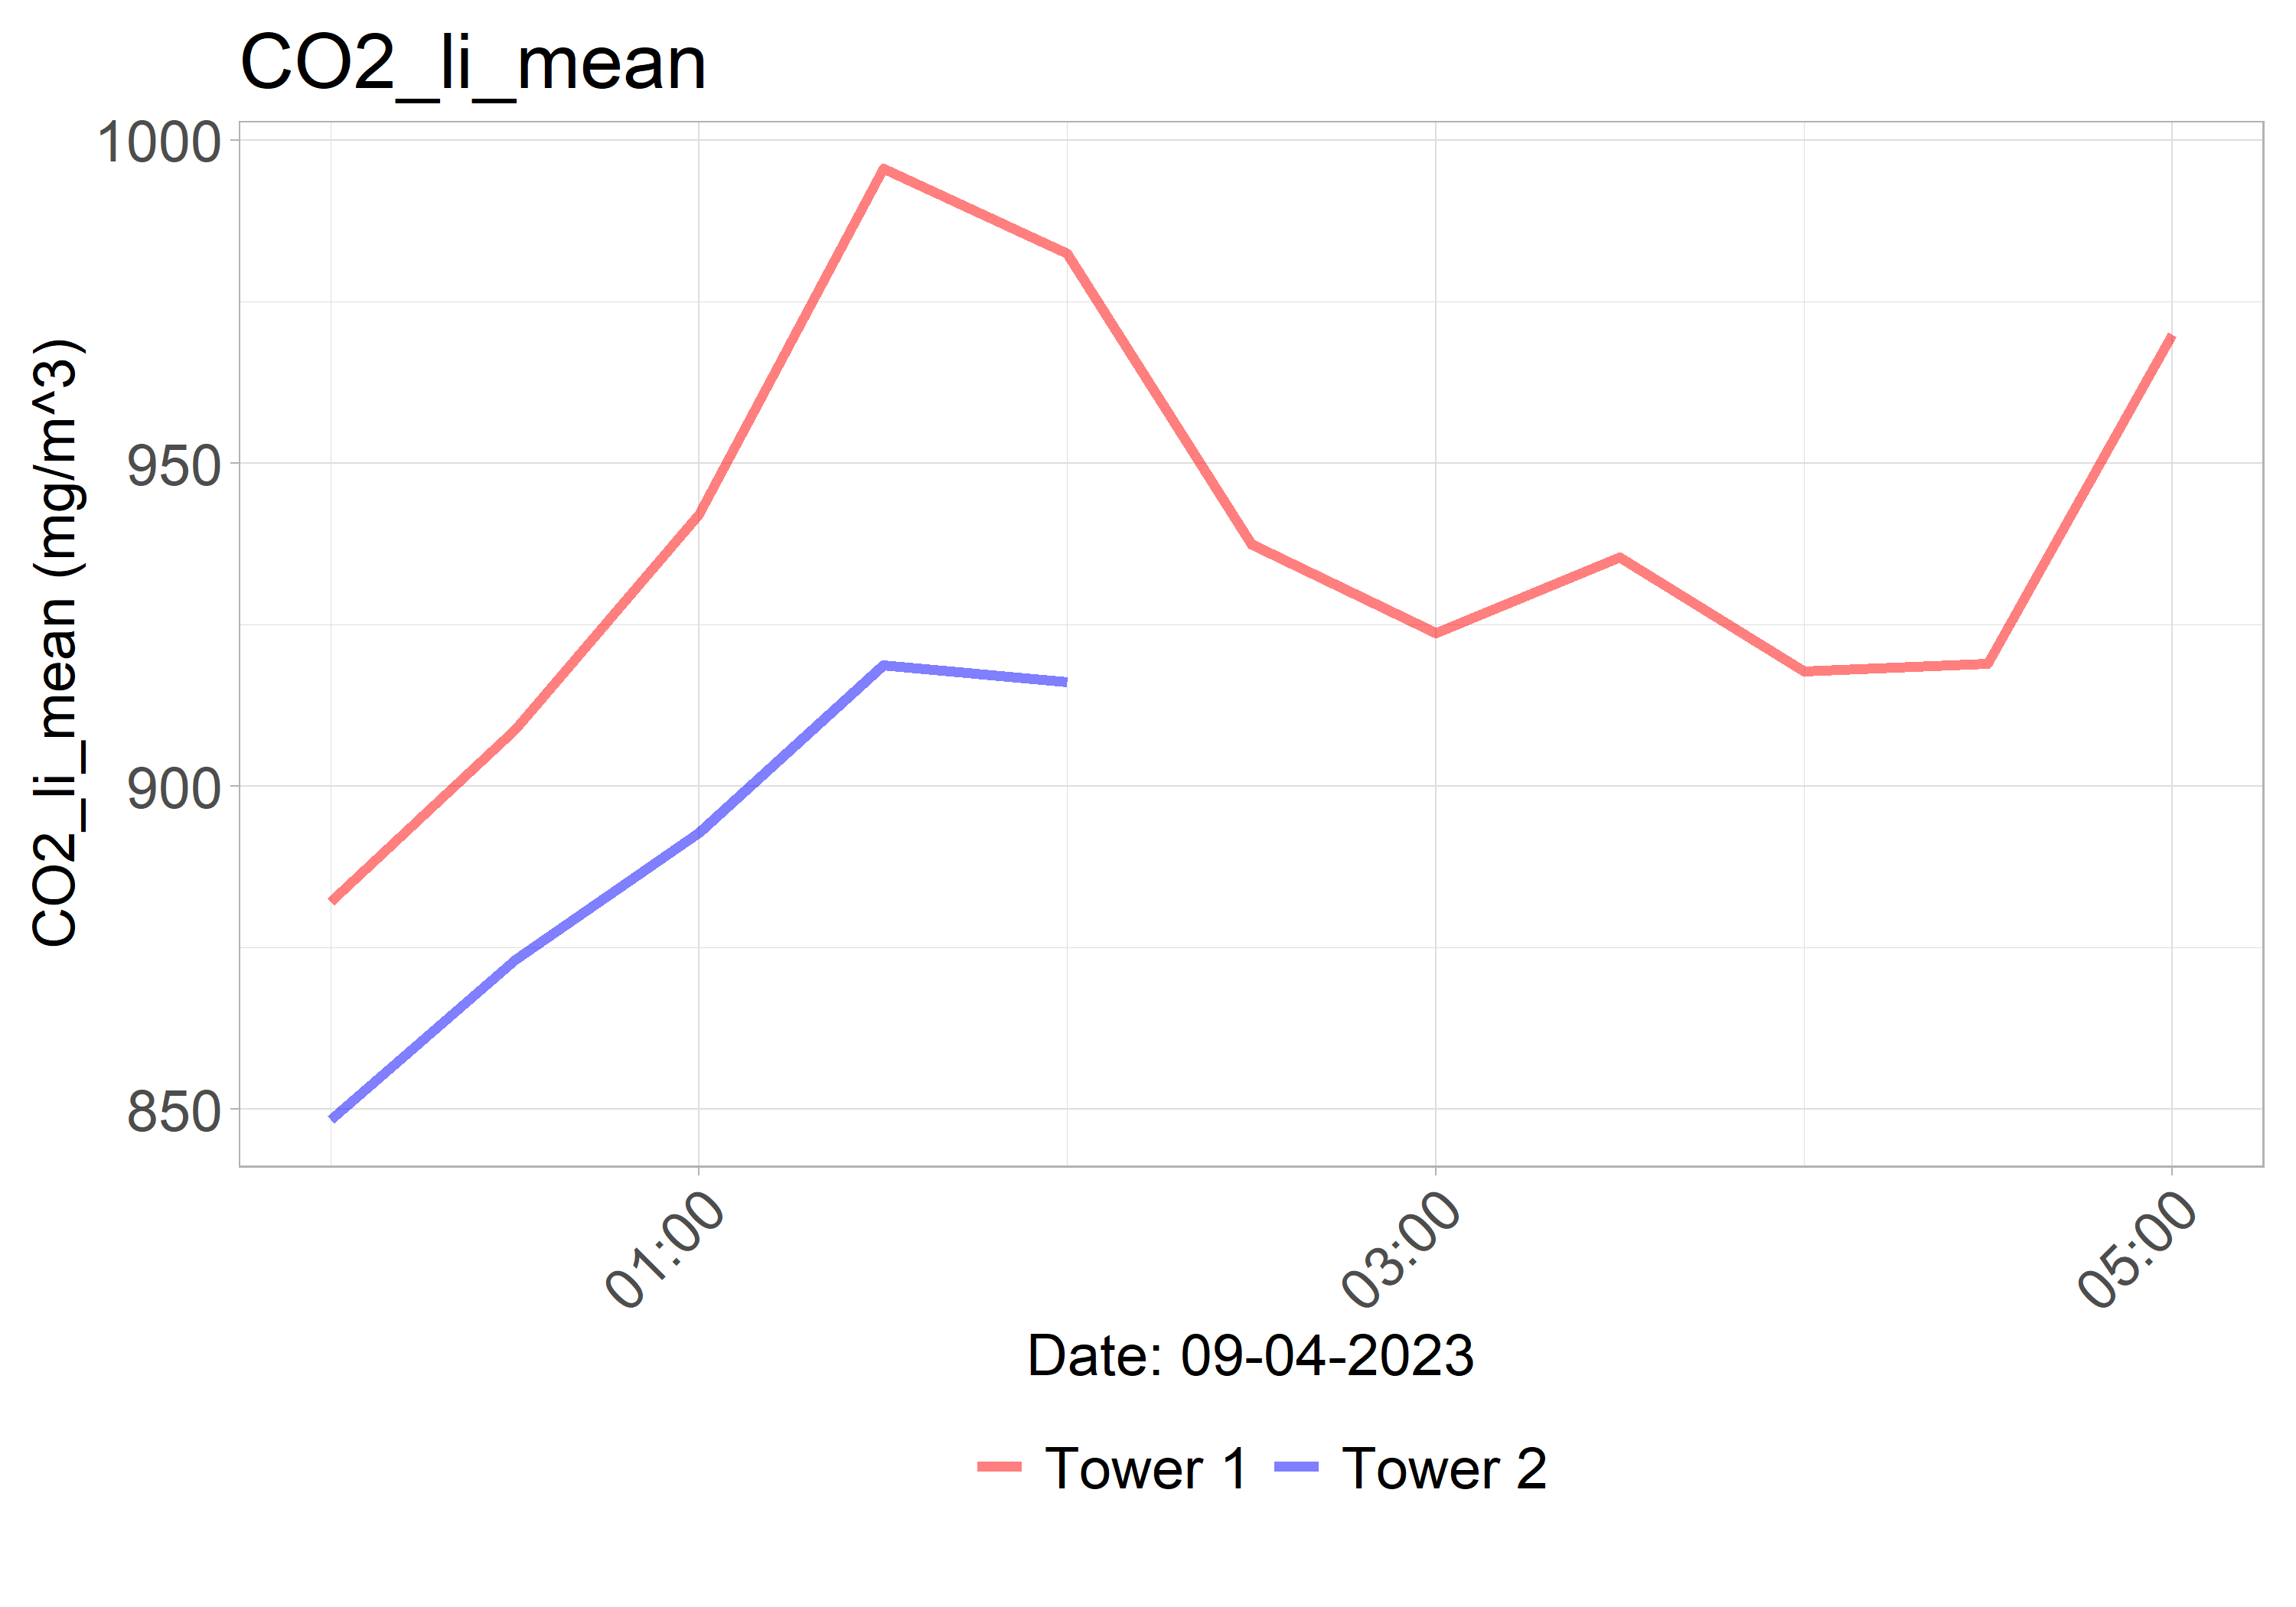 CO2_li_mean
CO2_li_mean (mg/m^3)
1000
950
900
850
01:00
03:00
05:00
Date: 09-04-2023
Tower 1
Tower 2